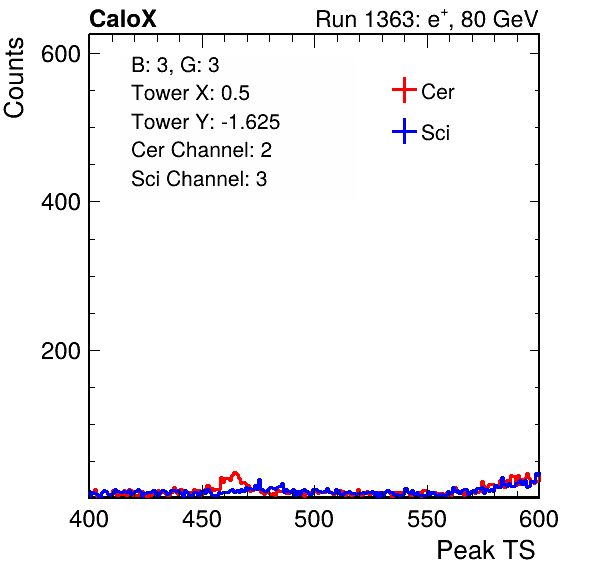 CaloX
Run 1363: e+, 80 GeV
Counts
B: 3, G: 3
Tower X: 0.5
Tower Y: -1.625
Cer Channel: 2
Sci Channel: 3
Cer
Sci
600
400
200
400 450 500 550 600
Peak TS